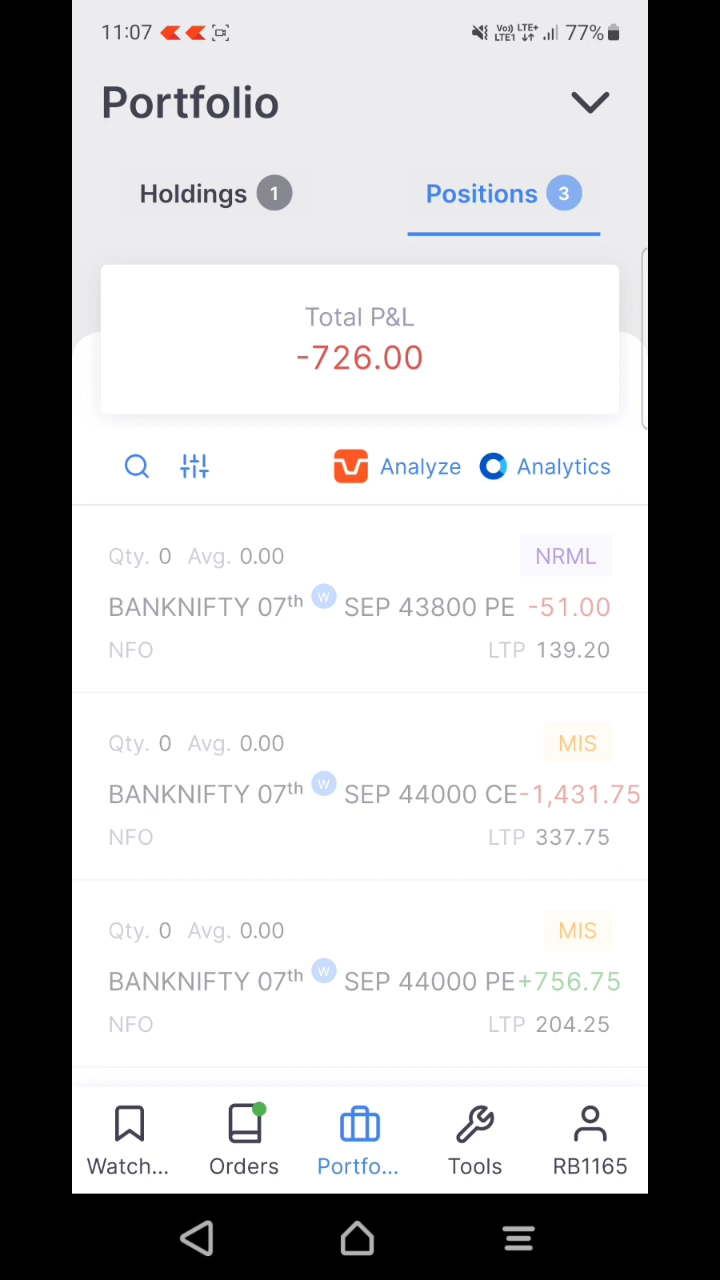 11:07 Vo) LTE+ LTE1 77%
Portfolio
Holdings 1 Positions 3
Total P&L
-726.00
Analyze Analytics
Qty. 0 Avg. 0.00 NRML
BANKNIFTY 07th W SEP 43800 PE -51.00
NFO LTP 139.20
Qty. 0 Avg. 0.00 MIS
BANKNIFTY 07th W SEP 44000 CE-1,431.75
NFO LTP 337.75
Qty. 0 Avg. 0.00 MIS
BANKNIFTY 07th W SEP 44000 PE+756.75
NFO LTP 204.25
Watch... Orders Portfo... Tools RB1165